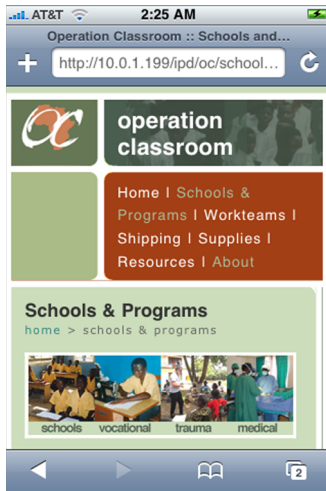 AT&T 2:25 AM
Operation Classroom :: Schools and...
http://10.0.1.199/ipd/oc/school...
OC
operation
classroom
Home | Schools &
Programs | Workteams |
Shipping | Supplies |
Resources | About
Schools & Programs
home > schools & programs
schools vocational trauma medical
2